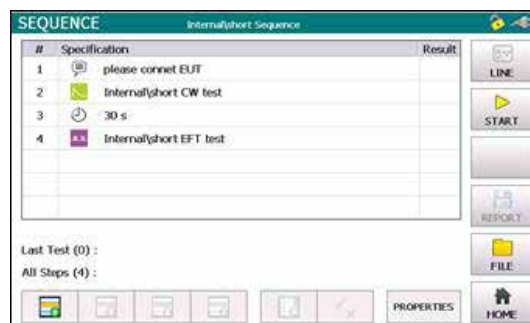 SEQUENCE Internal\short Sequence
# Specification Result
1 please connet EUT
2 Internal\short CW test
3 30 s
4 Internal\short EFT test
Last Test (0) :
All Steps (4) :
LINE
START
REPORT
FILE
HOME
PROPERTIES